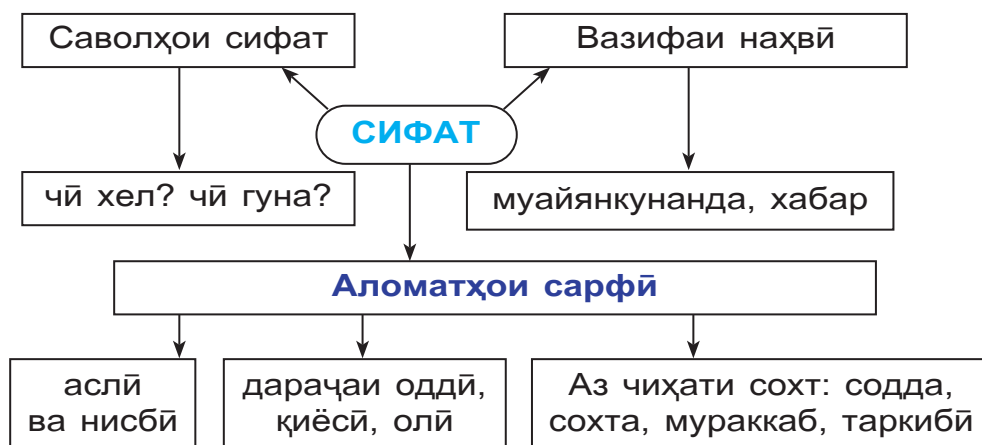 Саволҳои сифат
Вазифаи наҳвӣ
СИФАТ
чӣ хел? чӣ гуна?
муайянкунанда, хабар
Аломатҳои сарфӣ
аслӣ
ва нисбӣ
дараҷаи оддӣ,
қиёсӣ, олӣ
Аз чиҳати сохт: содда,
сохта, мураккаб, таркибӣ